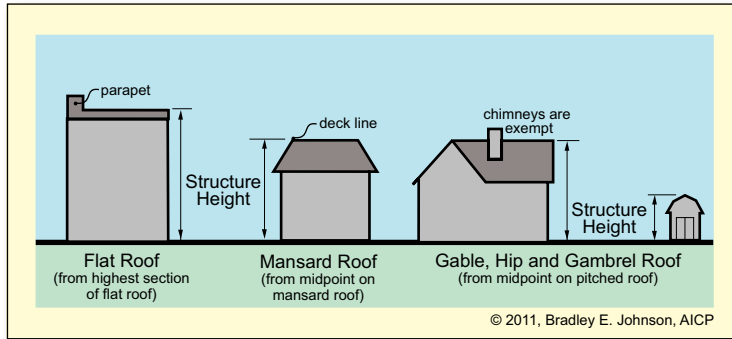 parapet
deck line
chimneys are
exempt
Structure
Height
Structure
Height
Flat Roof
(from highest section
of flat roof)
Mansard Roof
(from midpoint on
mansard roof)
Gable, Hip and Gambrel Roof
(from midpoint on pitched roof)
© 2011, Bradley E. Johnson, AICP